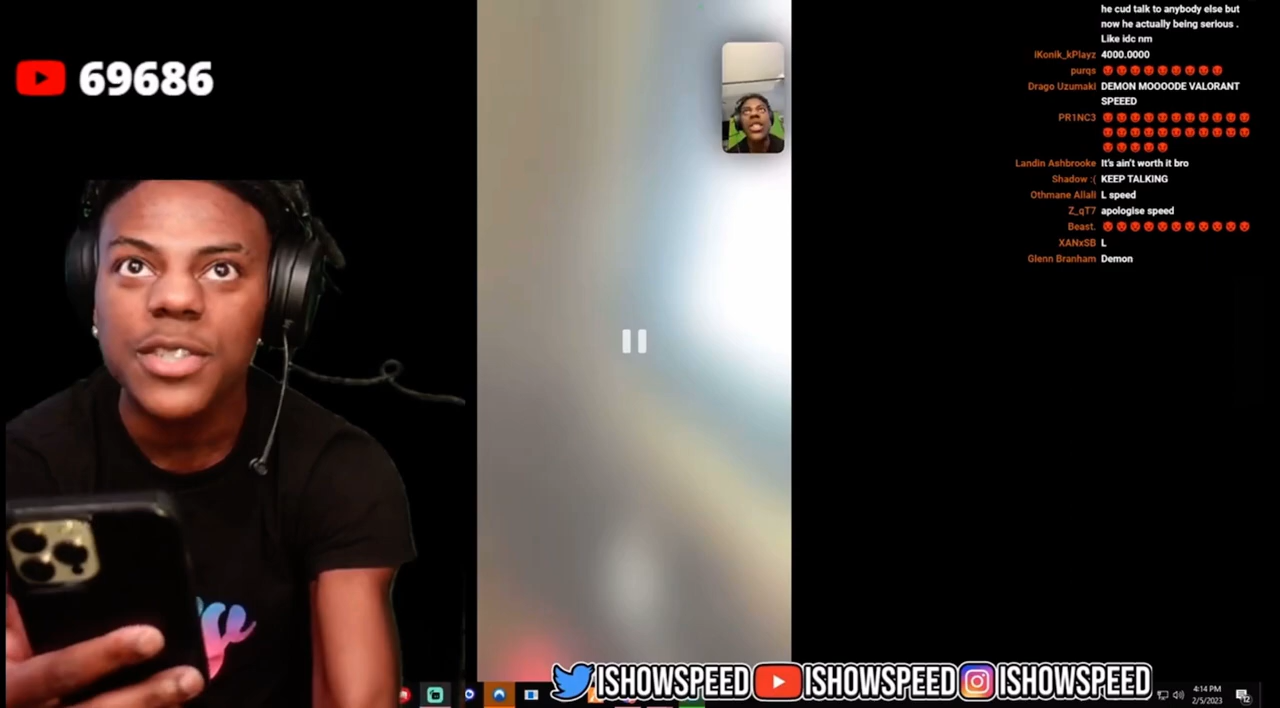 69686
he cud talk to anybody else but
now he actually being serious .
Like idc nm
iKonik_kPlayz 4000.0000
purqs
Drago Uzumaki DEMON MOOOODE VALORANT
SPEEED
PR1NC3
Landin Ashbrooke It's ain't worth it bro
Shadow :( KEEP TALKING
Othmane Allali L speed
Z_qT7 apologise speed
Beast.
XANxSB L
Glenn Branham Demon
ISHOWSPEED ISHOWSPEED ISHOWSPEED
4:14 PM
2/5/2023
12